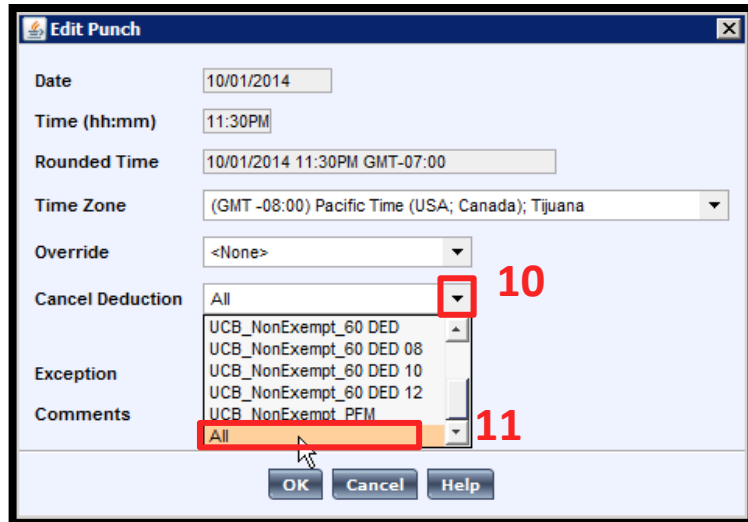 Edit Punch
Date 10/01/2014
Time (hh:mm) 11:30PM
Rounded Time 10/01/2014 11:30PM GMT-07:00
Time Zone (GMT -08:00) Pacific Time (USA; Canada); Tijuana
Override <None>
10
Cancel Deduction All
UCB_NonExempt_60 DED
UCB_NonExempt_60 DED 08
Exception UCB_NonExempt_60 DED 10
UCB_NonExempt_60 DED 12
Comments UCB_NonExempt_PFM
All 11
OK Cancel Help